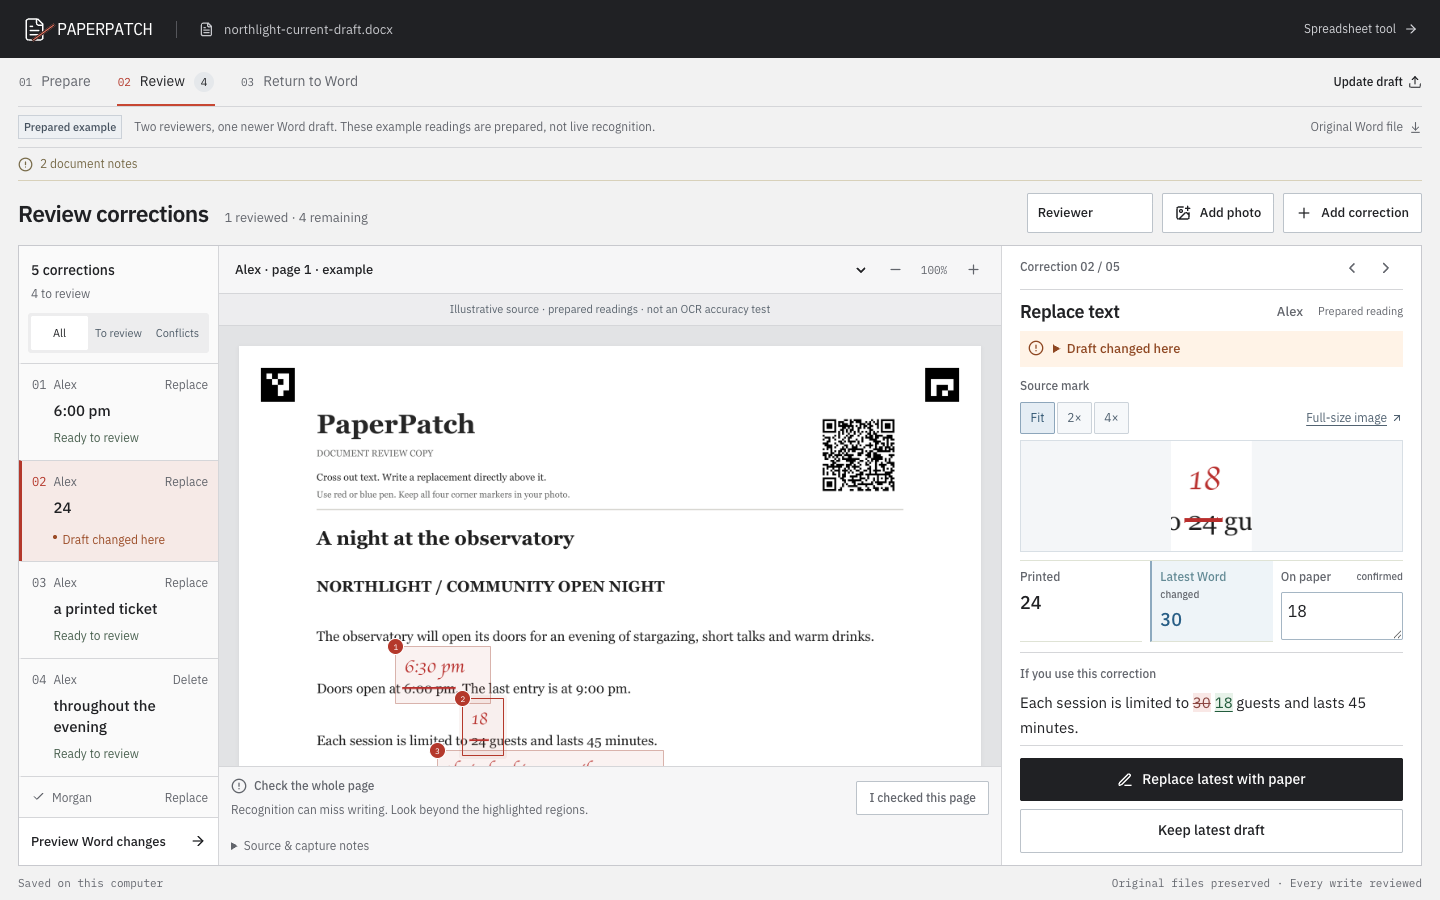 PAPERPATCH
northlight-current-draft.docx
Spreadsheet tool
01 Prepare
02 Review 4
03 Return to Word
Update draft
Prepared example
Two reviewers, one newer Word draft. These example readings are prepared, not live recognition.
Original Word file
2 document notes
Review corrections
1 reviewed · 4 remaining
Reviewer
Add photo
Add correction
5 corrections
4 to review
All
To review
Conflicts
01 Alex Replace
6:00 pm
Ready to review
02 Alex Replace
24
Draft changed here
03 Alex Replace
a printed ticket
Ready to review
04 Alex Delete
throughout the
evening
Ready to review
Morgan Replace
Preview Word changes
Alex · page 1 · example
100%
Illustrative source · prepared readings · not an OCR accuracy test
PaperPatch
DOCUMENT REVIEW COPY
Cross out text. Write a replacement directly above it.
Use red or blue pen. Keep all four corner markers in your photo.
A night at the observatory
NORTHLIGHT / COMMUNITY OPEN NIGHT
The observatory will open its doors for an evening of stargazing, short talks and warm drinks.
1
6:30 pm
Doors open at 6:00 pm. The last entry is at 9:00 pm.
2
18
Each session is limited to 24 guests and lasts 45 minutes.
3
Check the whole page
Recognition can miss writing. Look beyond the highlighted regions.
I checked this page
Source & capture notes
Correction 02 / 05
Replace text
Alex
Prepared reading
Draft changed here
Source mark
Fit
2×
4×
Full-size image
18
o 24 gu
Printed
24
Latest Word
changed
30
On paper
confirmed
18
If you use this correction
Each session is limited to 30 18 guests and lasts 45
minutes.
Replace latest with paper
Keep latest draft
Saved on this computer
Original files preserved · Every write reviewed